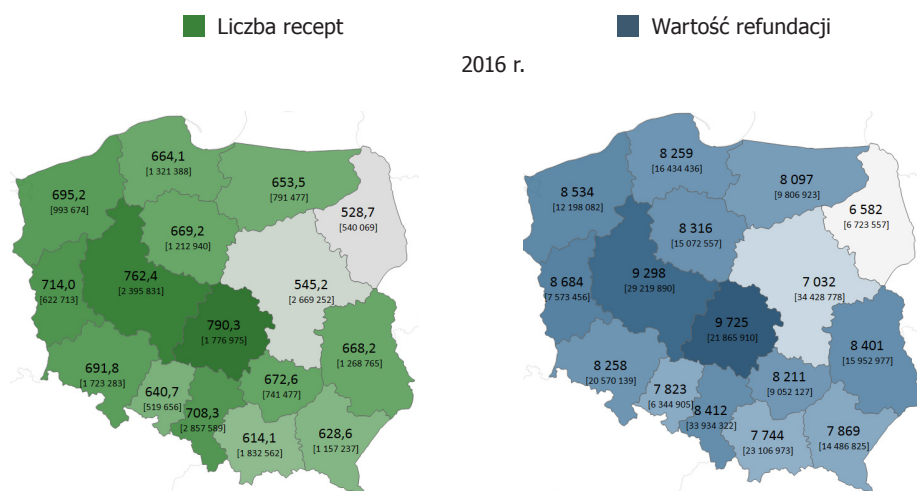 Liczba recept
Wartość refundacji
2016 r.
664,1
[1 321 388]
653,5
[791 477]
695,2
[993 674]
528,7
[540 069]
669,2
[1 212 940]
762,4
[2 395 831]
545,2
[2 669 252]
714,0
[622 713]
790,3
[1 776 975]
668,2
[1 268 765]
691,8
[1 723 283]
672,6
[741 477]
640,7
[519 656]
708,3
[2 857 589]
614,1
[1 832 562]
628,6
[1 157 237]
8 259
[16 434 436]
8 097
[9 806 923]
8 534
[12 198 082]
6 582
[6 723 557]
8 316
[15 072 557]
9 298
[29 219 890]
7 032
[34 428 778]
8 684
[7 573 456]
9 725
[21 865 910]
8 401
[15 952 977]
8 258
[20 570 139]
8 211
[9 052 127]
7 823
[6 344 905]
8 412
[33 934 322]
7 744
[23 106 973]
7 869
[14 486 825]